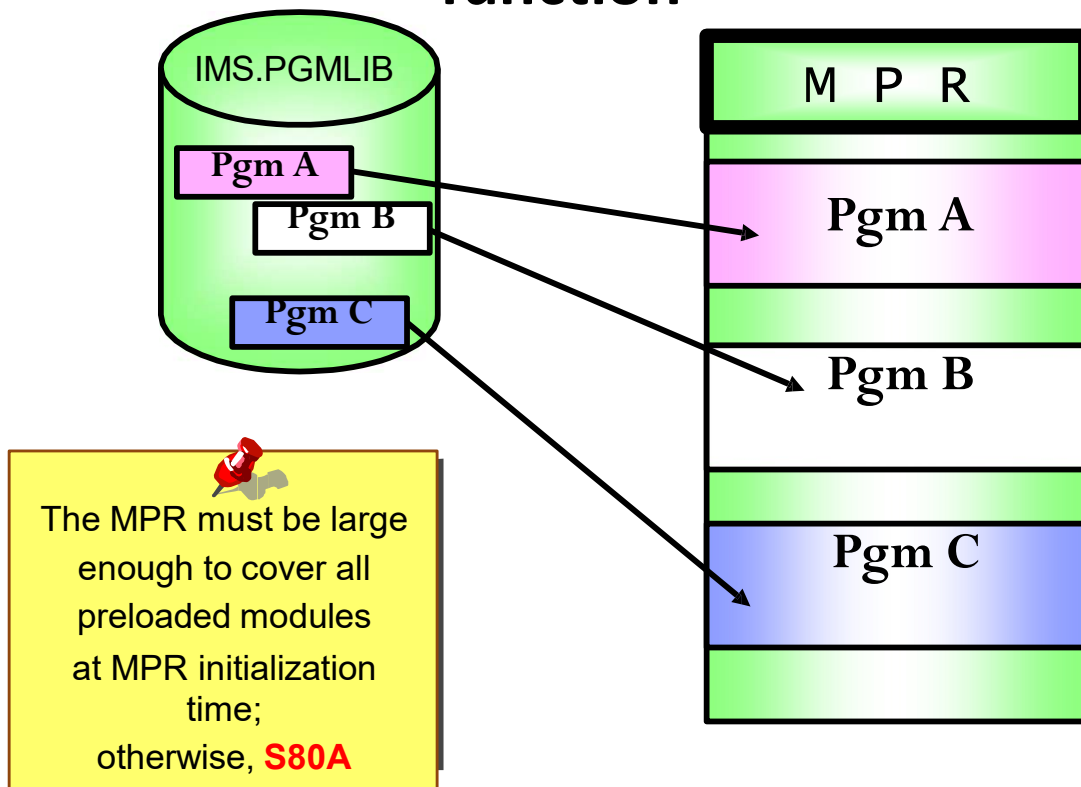 function
IMS.PGMLIB
Pgm A
Pgm B
Pgm C
M P R
Pgm A
Pgm B
Pgm C
The MPR must be large
enough to cover all
preloaded modules
at MPR initialization
time;
otherwise, S80A